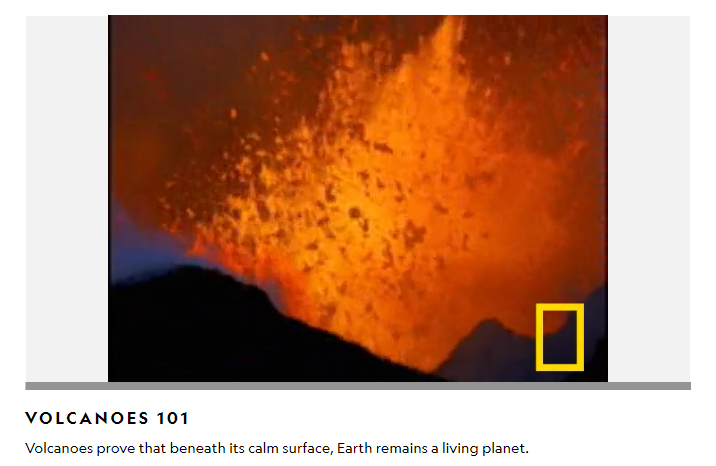 VOLCANOES 101
Volcanoes prove that beneath its calm surface, Earth remains a living planet.